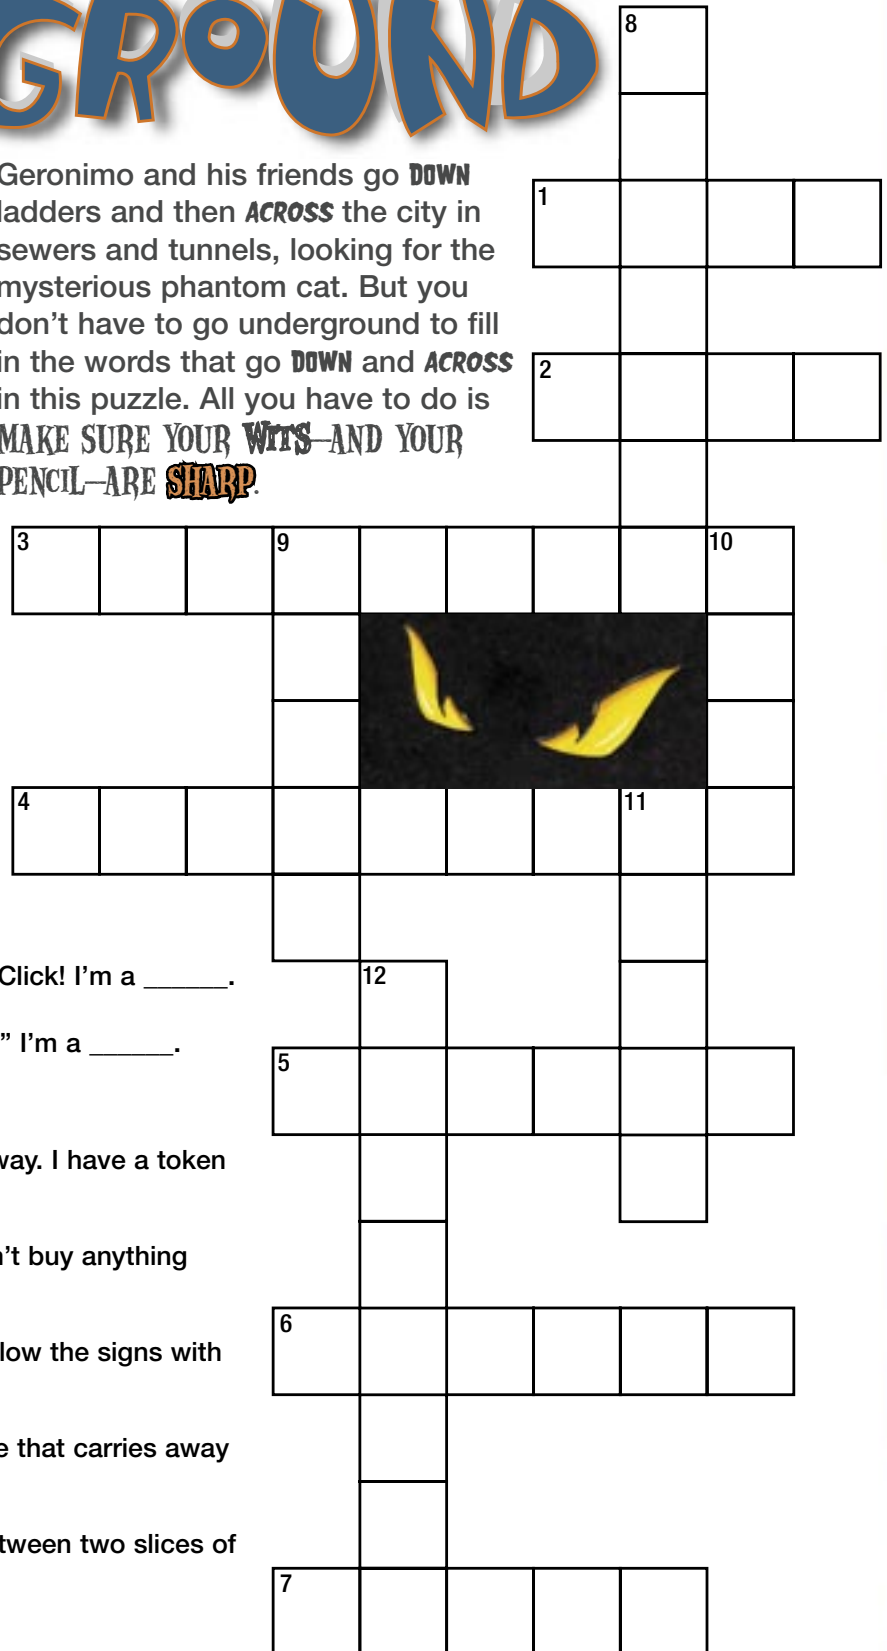 GROUND
8
Geronimo and his friends go DOWN
ladders and then ACROSS the city in
sewers and tunnels, looking for the
mysterious phantom cat. But you
don't have to go underground to fill
in the words that go DOWN and ACROSS
in this puzzle. All you have to do is
MAKE SURE YOUR WITS—AND YOUR
PENCIL—ARE SHARP.
1
2
3 9 10
4 11
Click! I'm a ______.
12
" I'm a ______.
5
way. I have a token
n't buy anything
6
low the signs with
e that carries away
tween two slices of
7